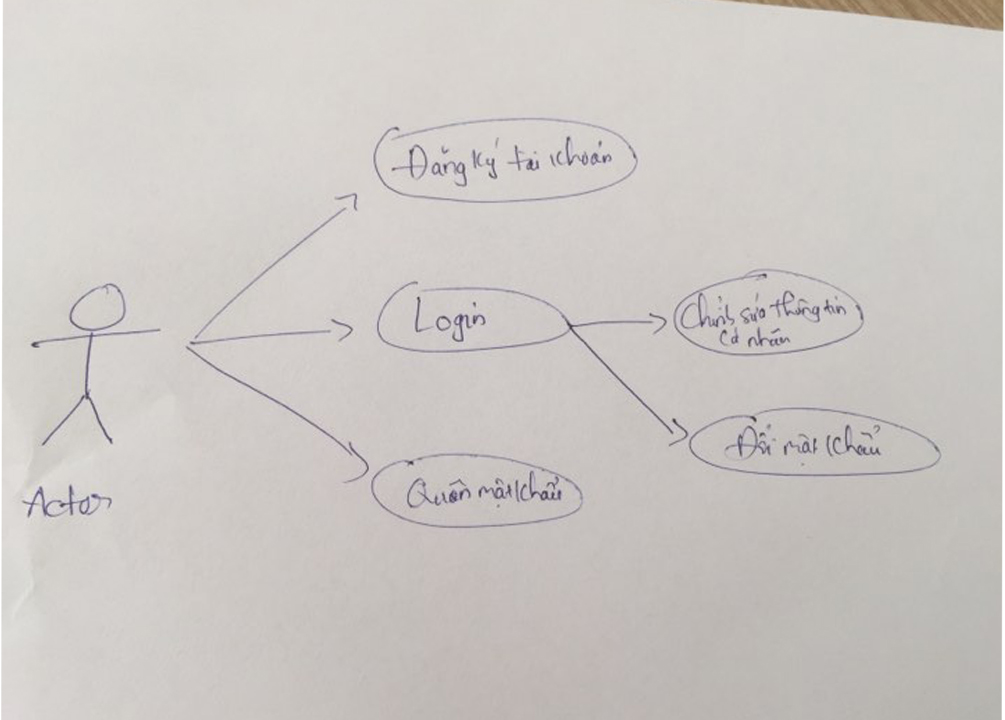 Đăng ký tài khoản
Login
Chỉnh sửa thông tin
Cá nhân
Đổi mật khẩu
Quên mật khẩu
Actor